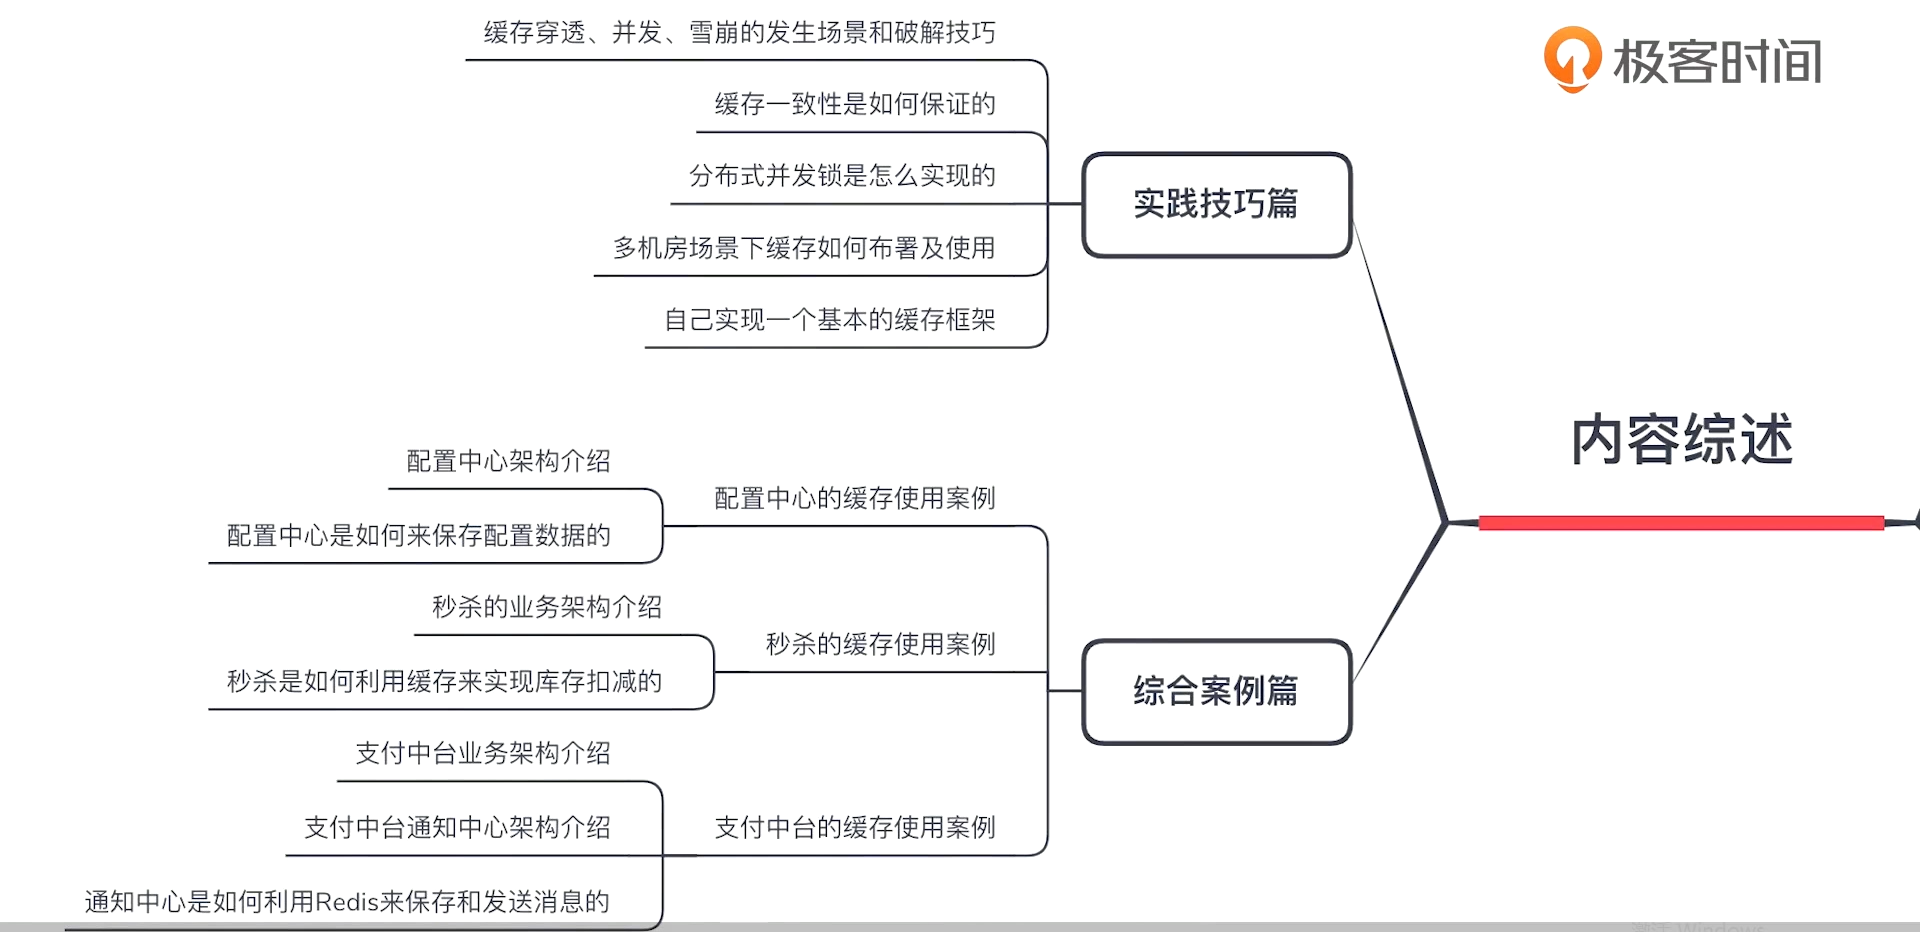 极客时间
内容综述
实践技巧篇
缓存穿透、并发、雪崩的发生场景和破解技巧
缓存一致性是如何保证的
分布式并发锁是怎么实现的
多机房场景下缓存如何布署及使用
自己实现一个基本的缓存框架
综合案例篇
配置中心的缓存使用案例
配置中心架构介绍
配置中心是如何来保存配置数据的
秒杀的缓存使用案例
秒杀的业务架构介绍
秒杀是如何利用缓存来实现库存扣减的
支付中台的缓存使用案例
支付中台业务架构介绍
支付中台通知中心架构介绍
通知中心是如何利用Redis来保存和发送消息的
激活 Windows